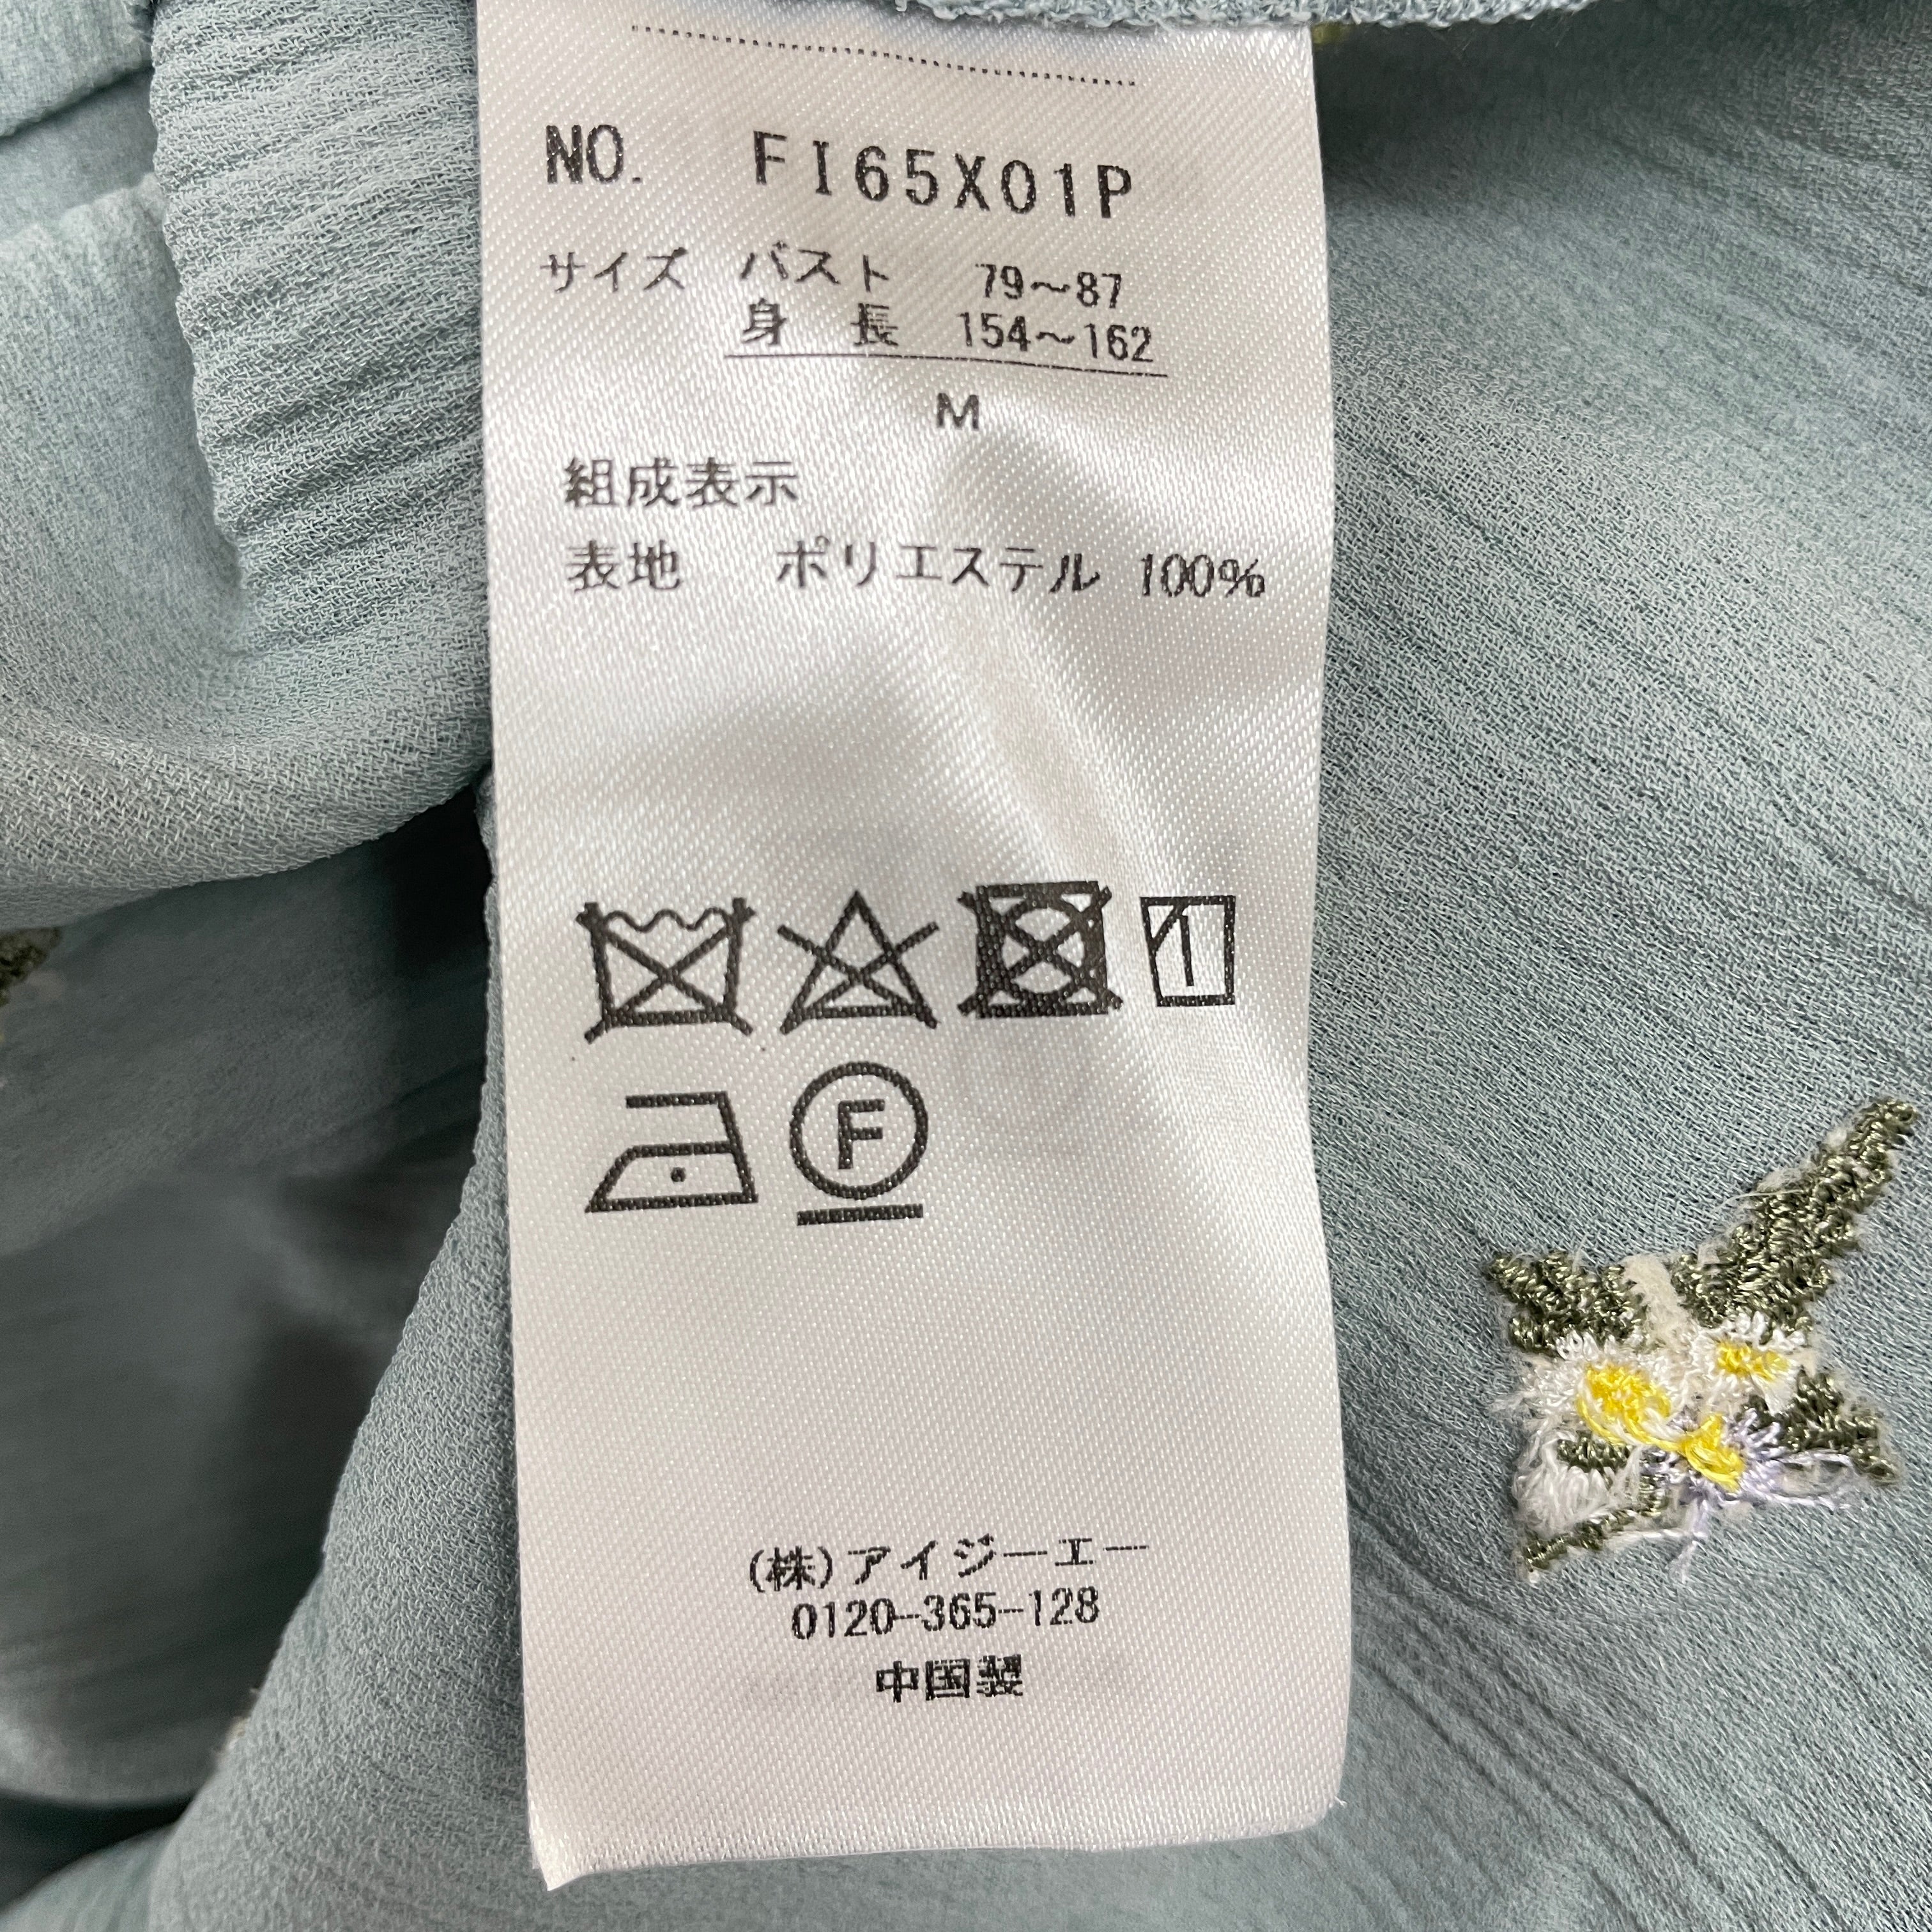 NO. FI65X01P
サイズ バスト 79～87
身長 154～162
M
組成表示
表地 ポリエステル 100%
F
(株)アイジーエー
0120-365-128
中国製